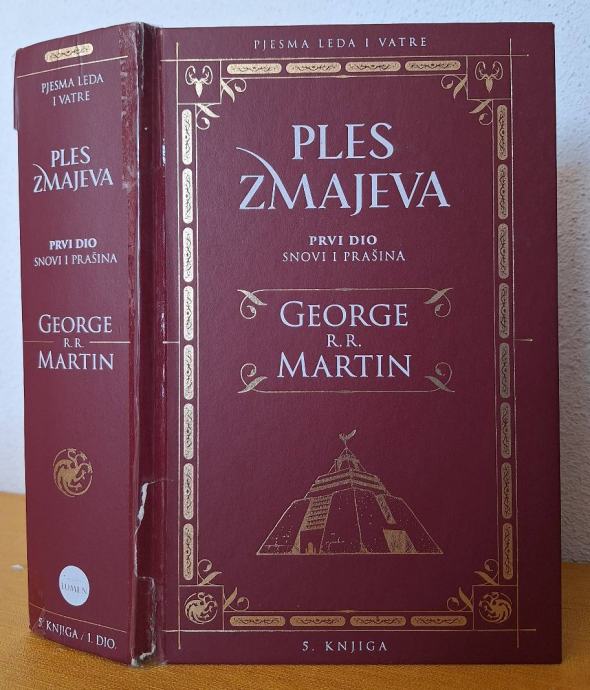 PJESMA LEDA
I VATRE
PLES
ZMAJEVA
PRVI DIO
SNOVI I PRAŠINA
GEORGE
R.R.
MARTIN
LUMEN
5. KNJIGA / 1. DIO.
PJESMA LEDA I VATRE
PLES
ZMAJEVA
PRVI DIO
SNOVI I PRAŠINA
GEORGE
R.R.
MARTIN
5. KNJIGA